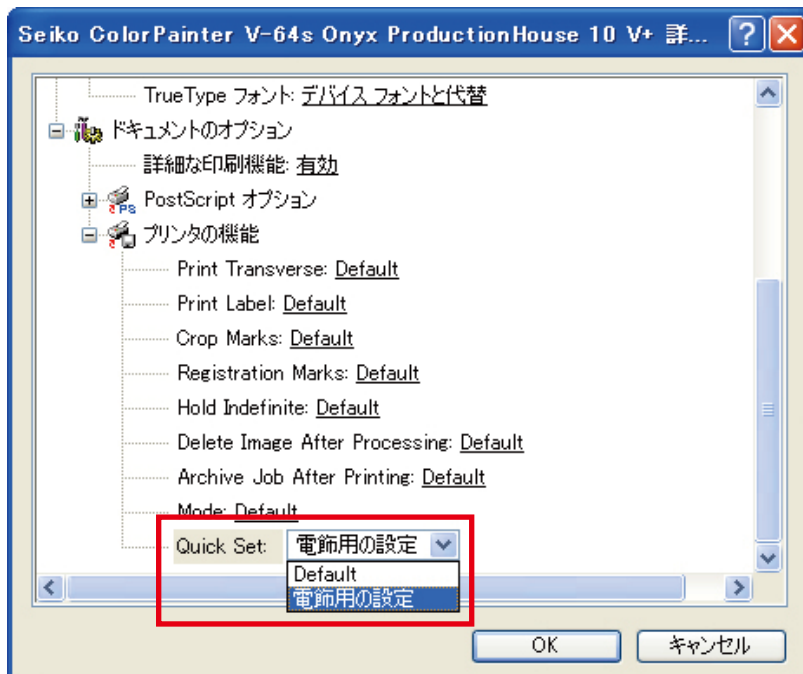 Seiko ColorPainter V-64s Onyx ProductionHouse 10 V+ 詳...
TrueType フォント: デバイス フォントと代替
ドキュメントのオプション
詳細な印刷機能: 有効
PostScript オプション
プリンタの機能
Print Transverse: Default
Print Label: Default
Crop Marks: Default
Registration Marks: Default
Hold Indefinite: Default
Delete Image After Processing: Default
Archive Job After Printing: Default
Mode: Default
Quick Set: 電飾用の設定
Default
電飾用の設定
OK キャンセル